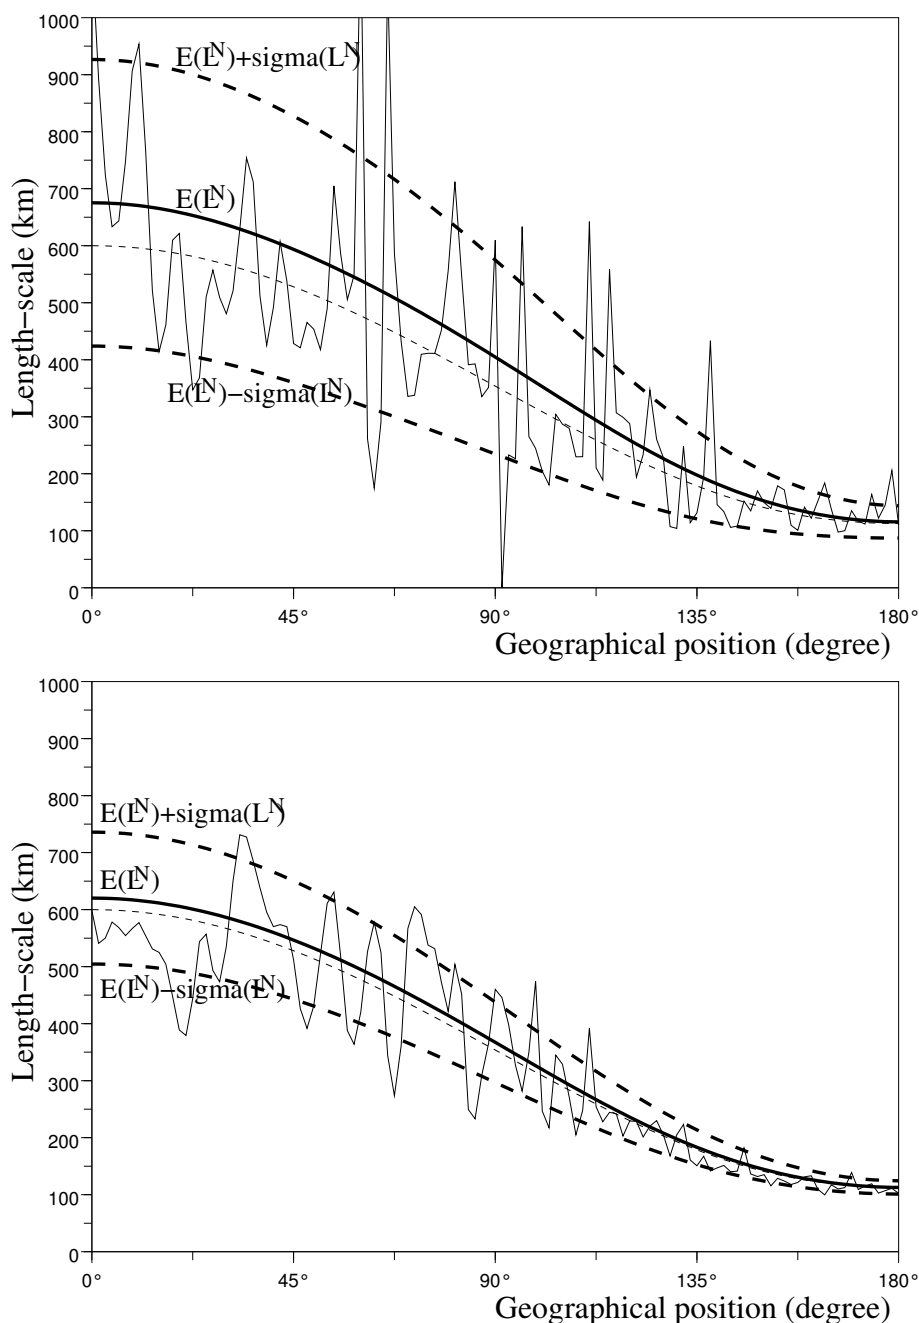 1000
E(L^N)+sigma(L^N)
900
800
700
E(L^N)
600
500
400
E(L^N)−sigma(L^N)
300
200
100
0
Length−scale (km)
0° 45° 90° 135° 180°
Geographical position (degree)
1000
900
800
E(L^N)+sigma(L^N)
700
E(L^N)
600
500
E(L^N)−sigma(L^N)
400
300
200
100
0
Length−scale (km)
0° 45° 90° 135° 180°
Geographical position (degree)